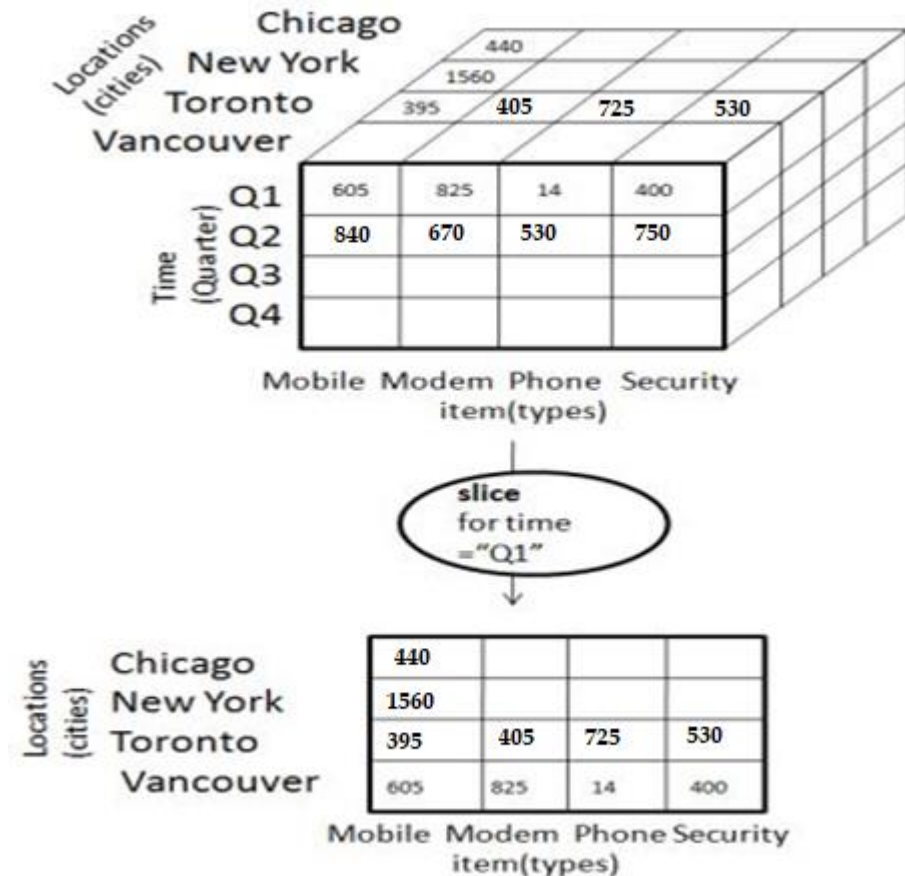 Chicago
440
New York
1560
Toronto
395 405 725 530
Vancouver
Locations
(cities)
Q1 605 825 14 400
Q2 840 670 530 750
Q3
Q4
Time
(Quarter)
Mobile Modem Phone Security
item(types)
slice
for time
="Q1"
Chicago 440
New York 1560
Toronto 395 405 725 530
Vancouver 605 825 14 400
Locations
(cities)
Mobile Modem Phone Security
item(types)